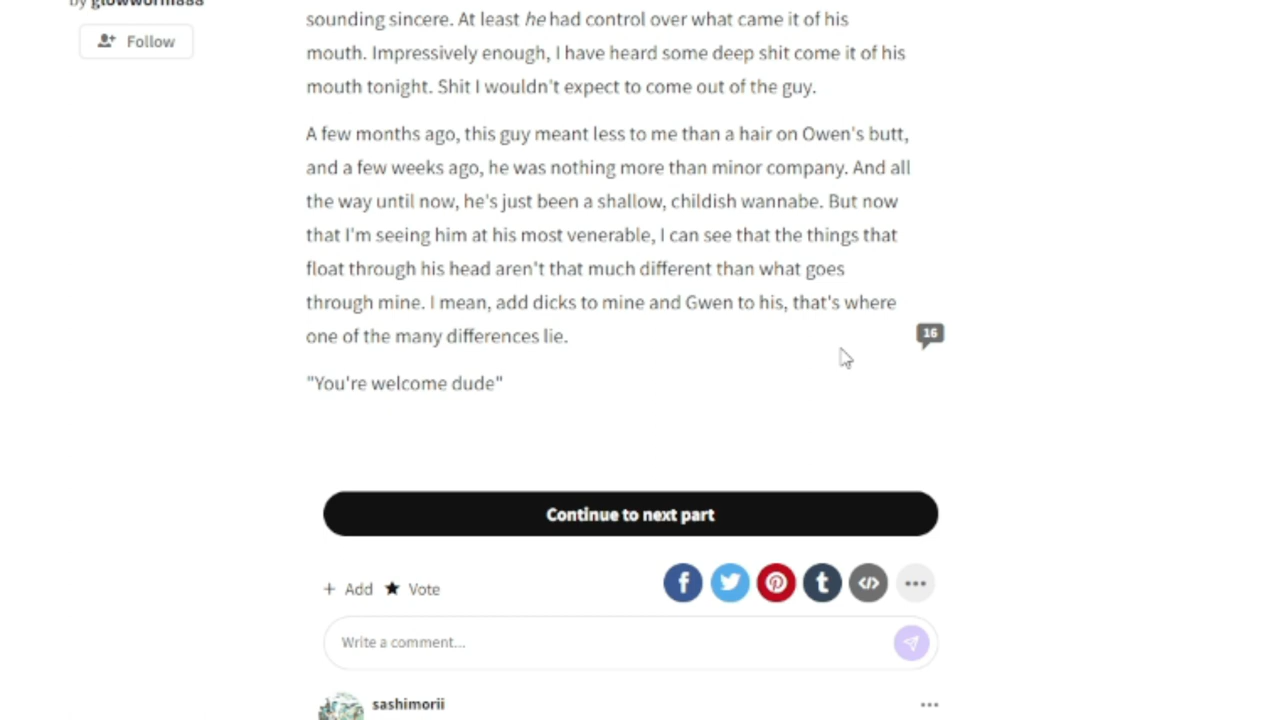 by glowworm888
Follow
sounding sincere. At least he had control over what came it of his
mouth. Impressively enough, I have heard some deep shit come it of his
mouth tonight. Shit I wouldn't expect to come out of the guy.
A few months ago, this guy meant less to me than a hair on Owen's butt,
and a few weeks ago, he was nothing more than minor company. And all
the way until now, he's just been a shallow, childish wannabe. But now
that I'm seeing him at his most venerable, I can see that the things that
float through his head aren't that much different than what goes
through mine. I mean, add dicks to mine and Gwen to his, that's where
one of the many differences lie.
16
"You're welcome dude"
Continue to next part
+ Add ★ Vote
Write a comment...
sashimorii